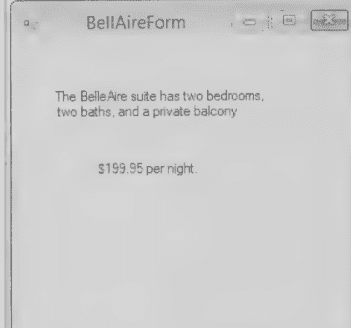 BellAireForm
The BelleAire suite has two bedrooms,
two baths, and a private balcony
$199.95 per night.